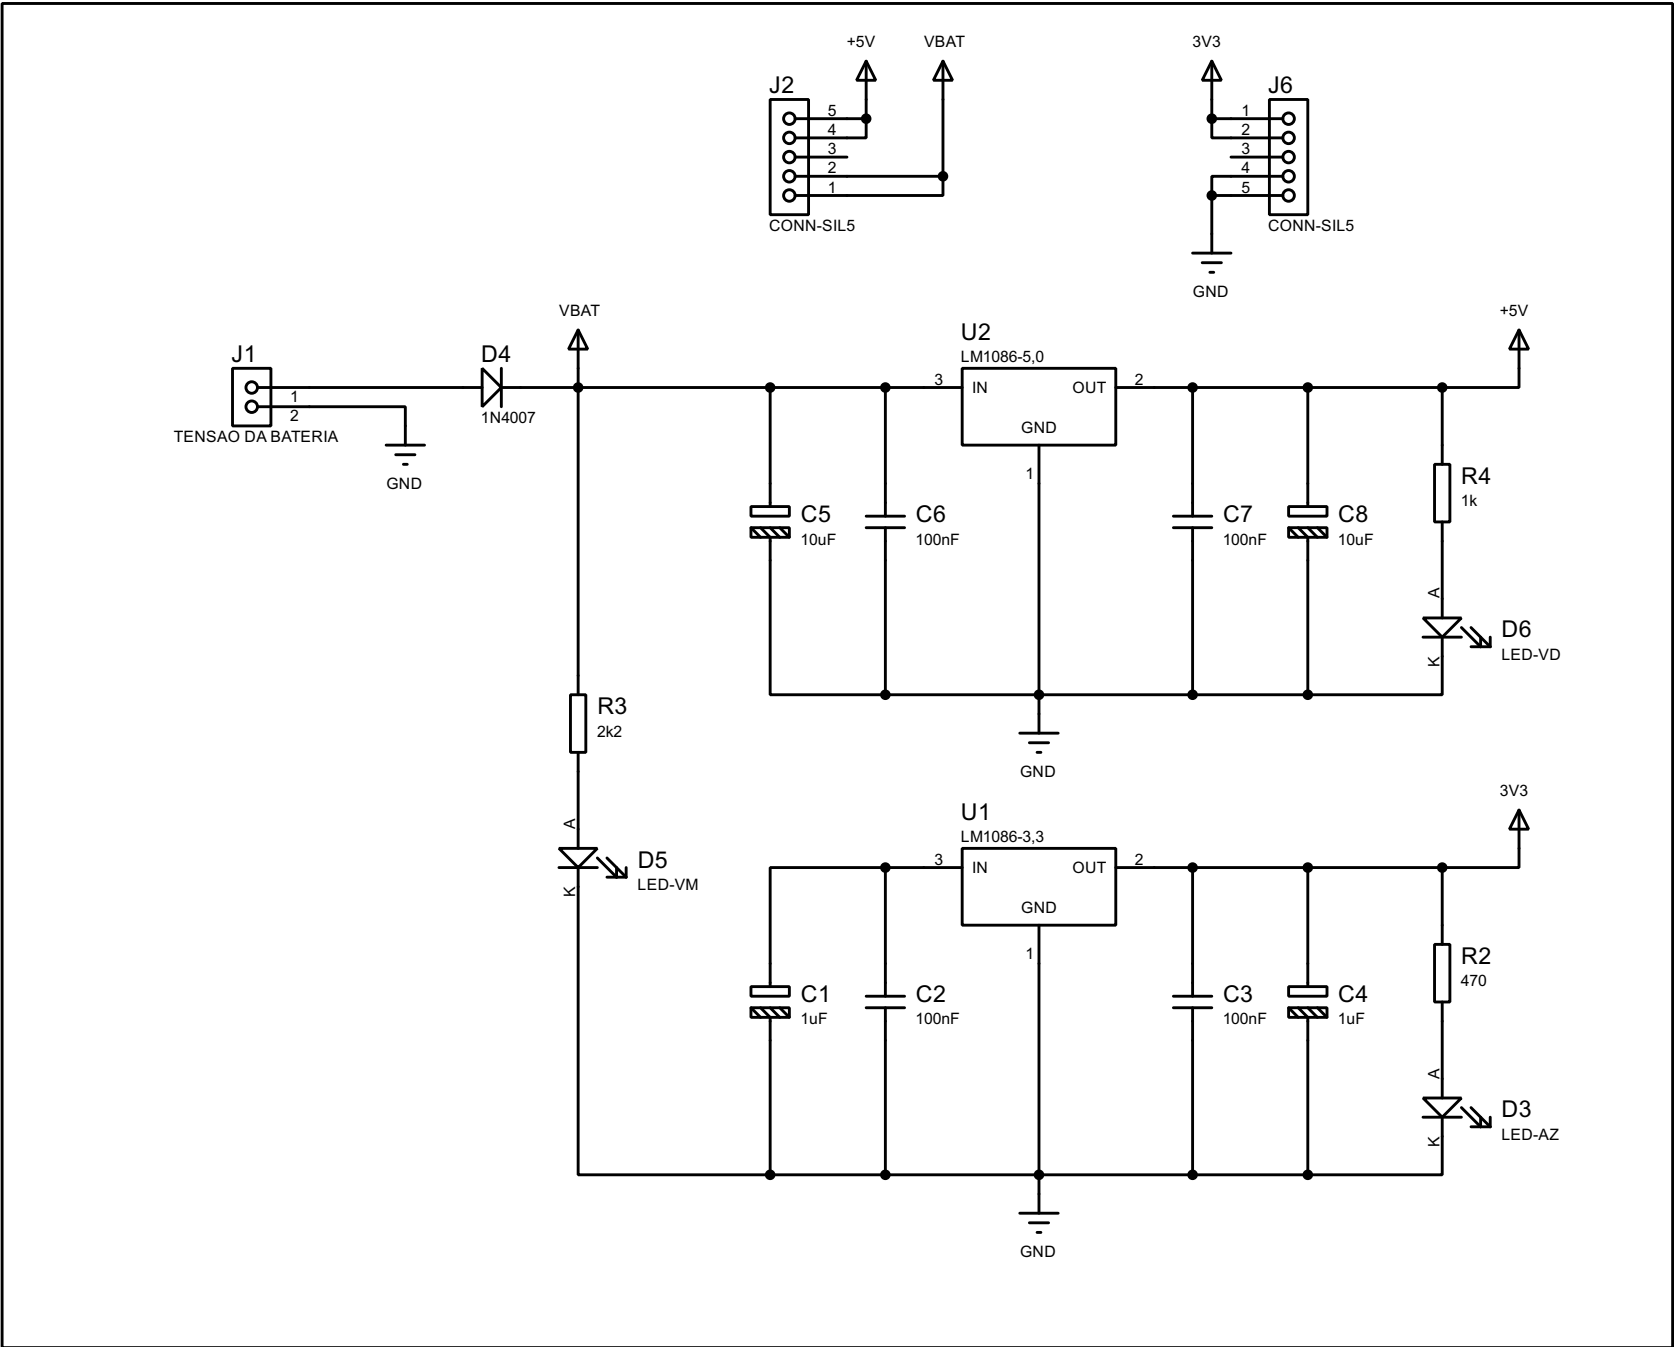 +5V
VBAT
3V3
J2
J6
5
4
3
2
1
1
2
3
4
5
CONN-SIL5
CONN-SIL5
GND
VBAT
+5V
J1
D4
U2
LM1086-5,0
1
2
TENSAO DA BATERIA
1N4007
3
IN
OUT
2
GND
1
GND
R4
1k
C5
10uF
C6
100nF
C7
100nF
C8
10uF
A
D6
LED-VD
K
R3
2k2
GND
3V3
U1
LM1086-3,3
A
D5
LED-VM
K
3
IN
OUT
2
GND
1
R2
470
C1
1uF
C2
100nF
C3
100nF
C4
1uF
A
D3
LED-AZ
K
GND